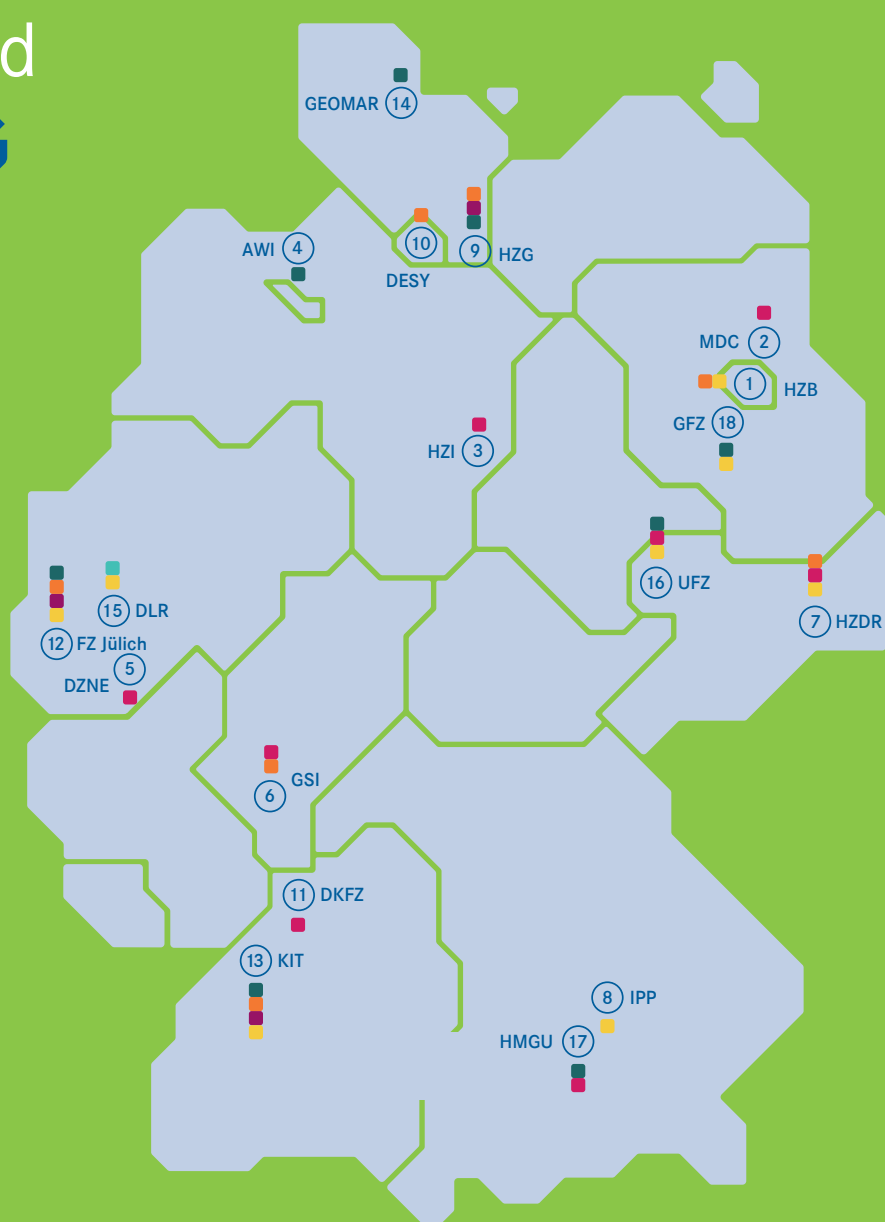 d
GEOMAR 14
AWI 4
10
9 HZG
DESY
MDC 2
1 HZB
GFZ 18
HZI 3
16 UFZ
15 DLR
7 HZDR
12 FZ Jülich
5
DZNE
GSI
6
11 DKFZ
13 KIT
8 IPP
HMGU 17